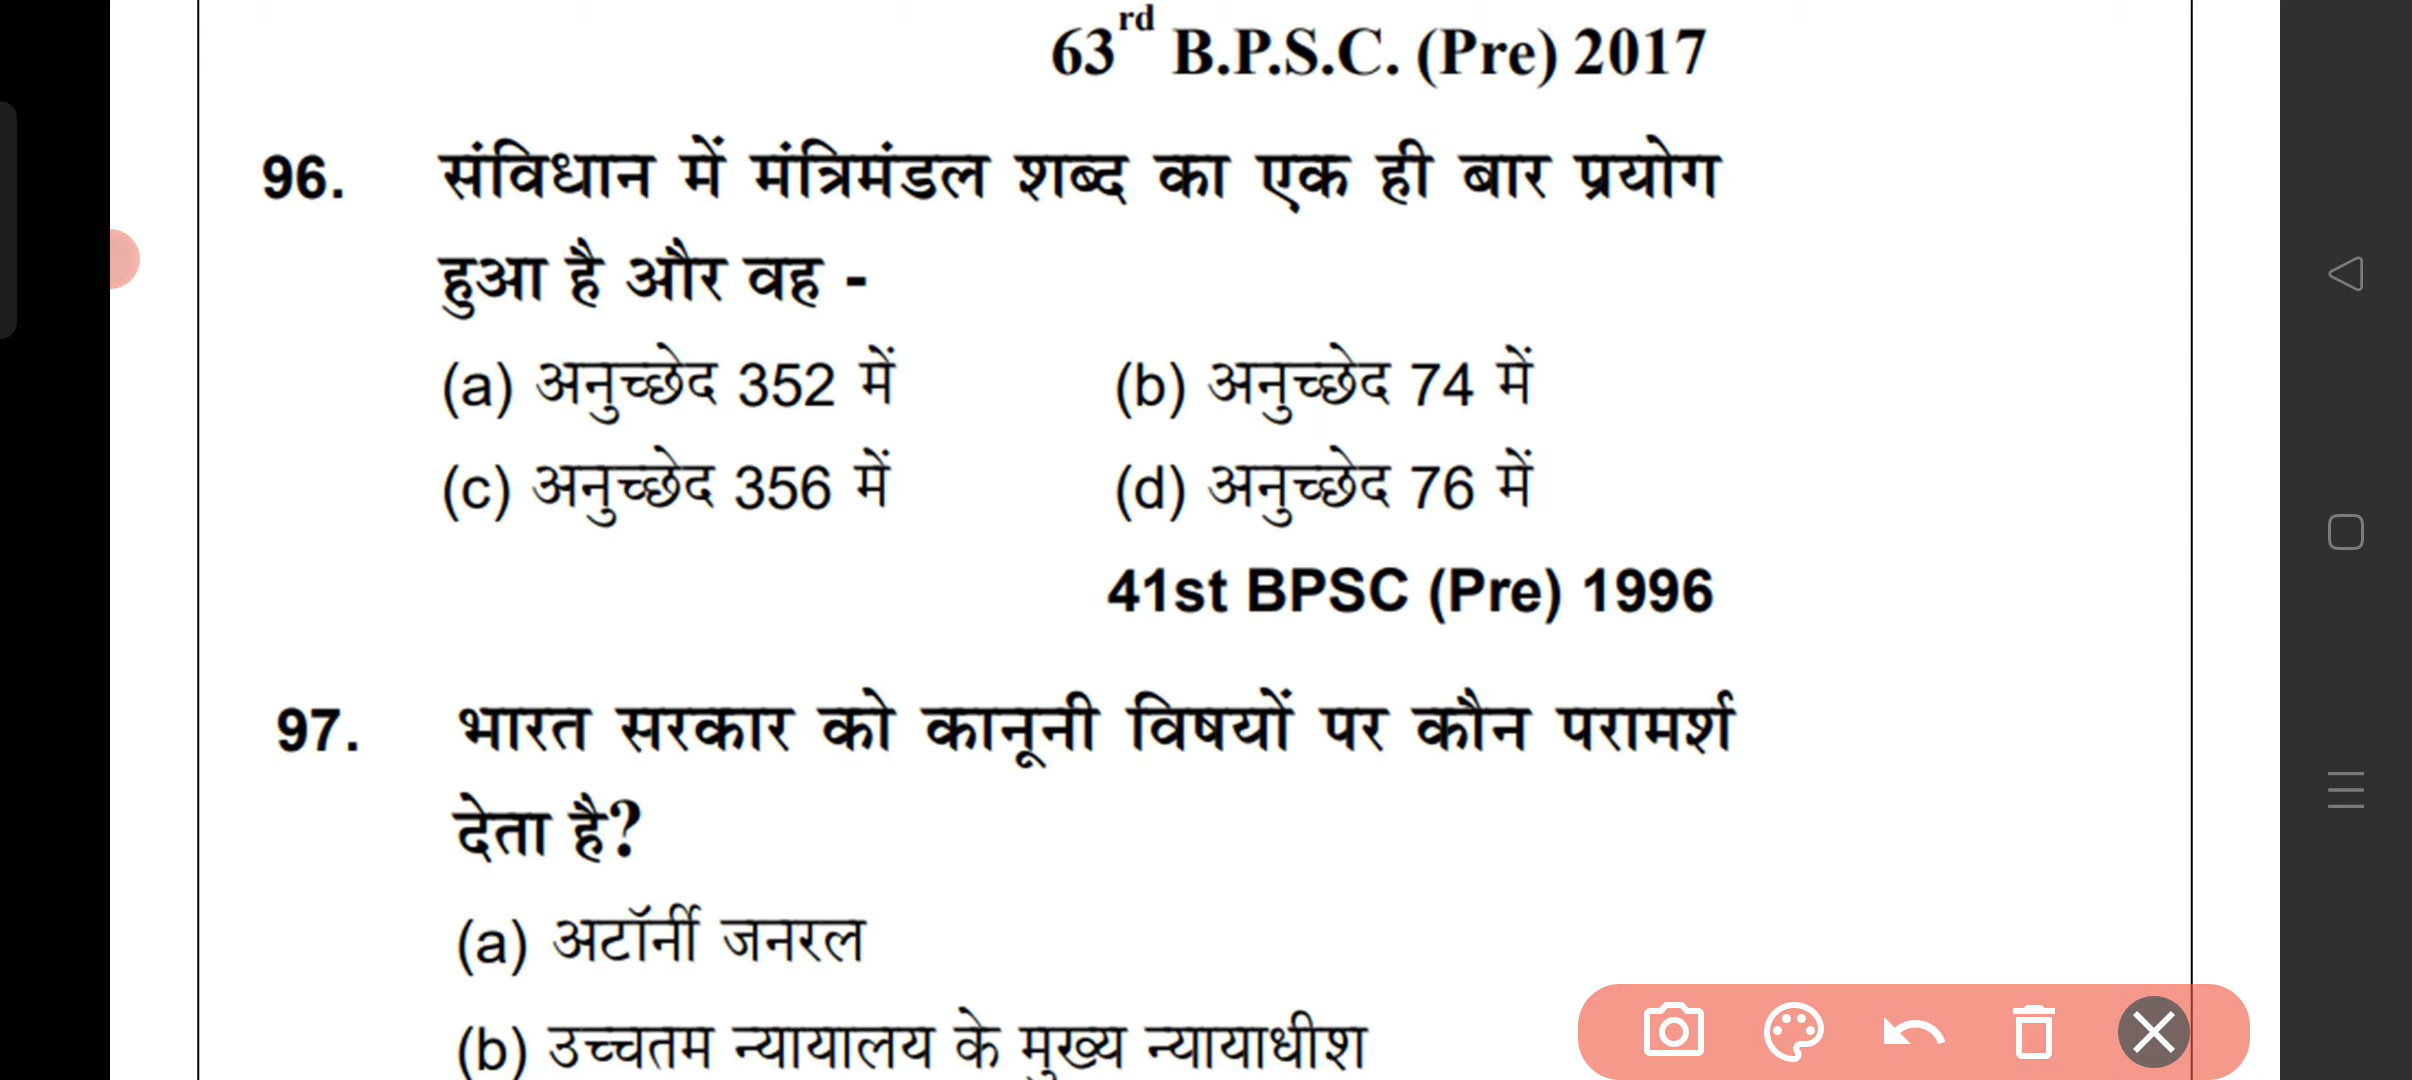 63rd B.P.S.C. (Pre) 2017
96. संविधान में मंत्रिमंडल शब्द का एक ही बार प्रयोग
हुआ है और वह -
(a) अनुच्छेद 352 में (b) अनुच्छेद 74 में
(c) अनुच्छेद 356 में (d) अनुच्छेद 76 में
41st BPSC (Pre) 1996
97. भारत सरकार को कानूनी विषयों पर कौन परामर्श
देता है?
(a) अटॉर्नी जनरल
(b) उच्चतम न्यायालय के मुख्य न्यायाधीश